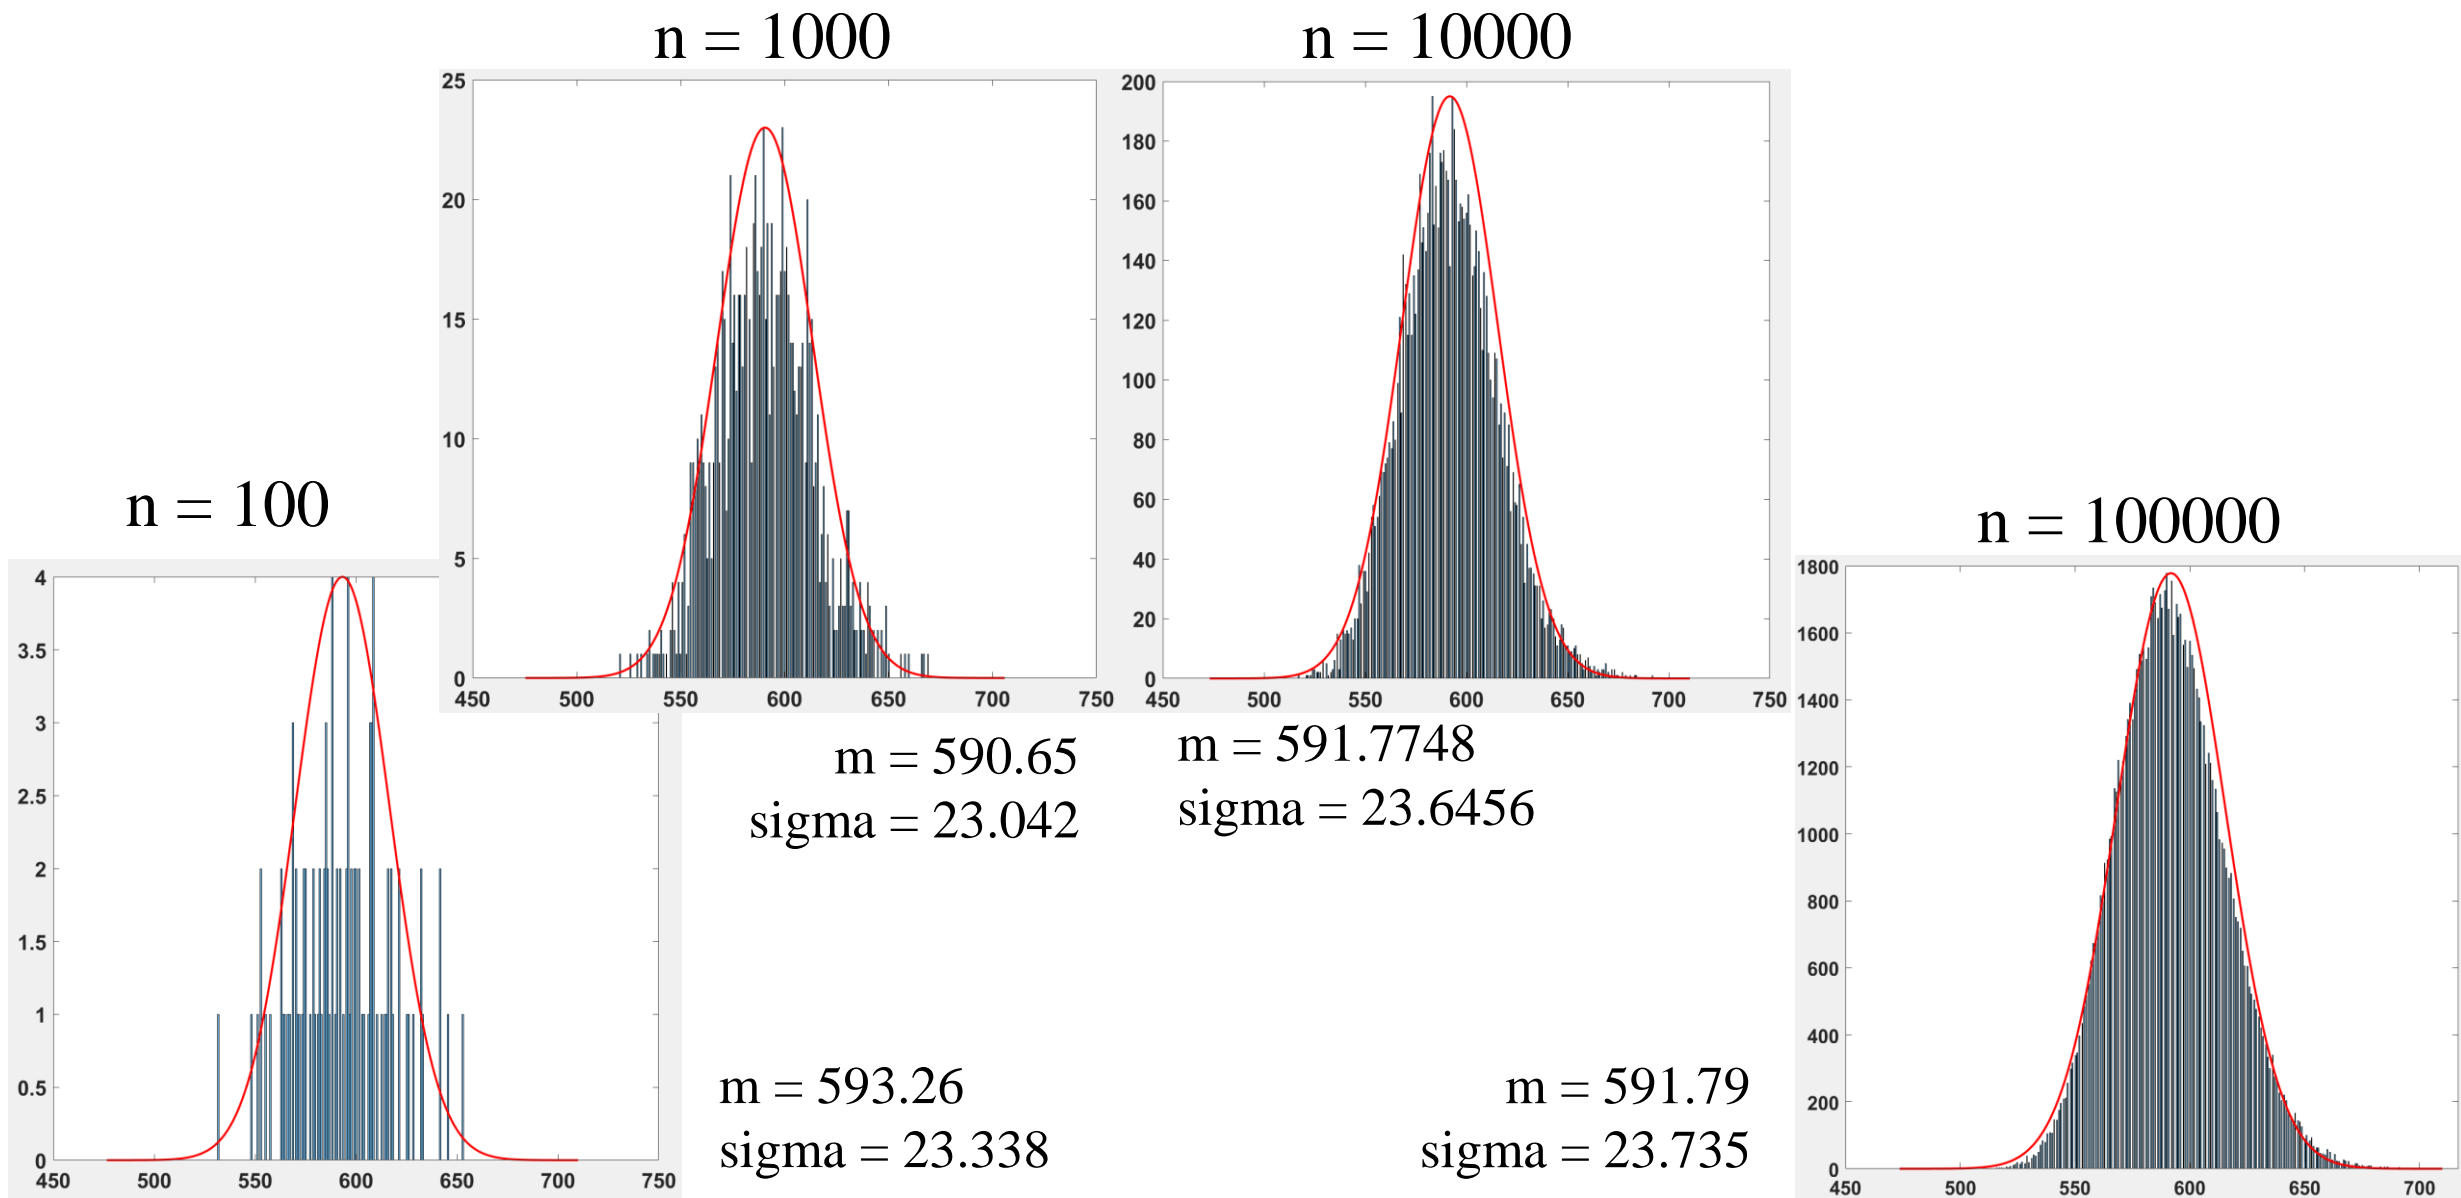 n = 1000
25
20
15
10
5
0
450 500 550 600 650 700 750
m = 590.65
sigma = 23.042
n = 10000
200
180
160
140
120
100
80
60
40
20
0
450 500 550 600 650 700 750
m = 591.7748
sigma = 23.6456
n = 100
4
3.5
3
2.5
2
1.5
1
0.5
0
450 500 550 600 650 700 750
m = 593.26
sigma = 23.338
n = 100000
1800
1600
1400
1200
1000
800
600
400
200
0
450 500 550 600 650 700
m = 591.79
sigma = 23.735